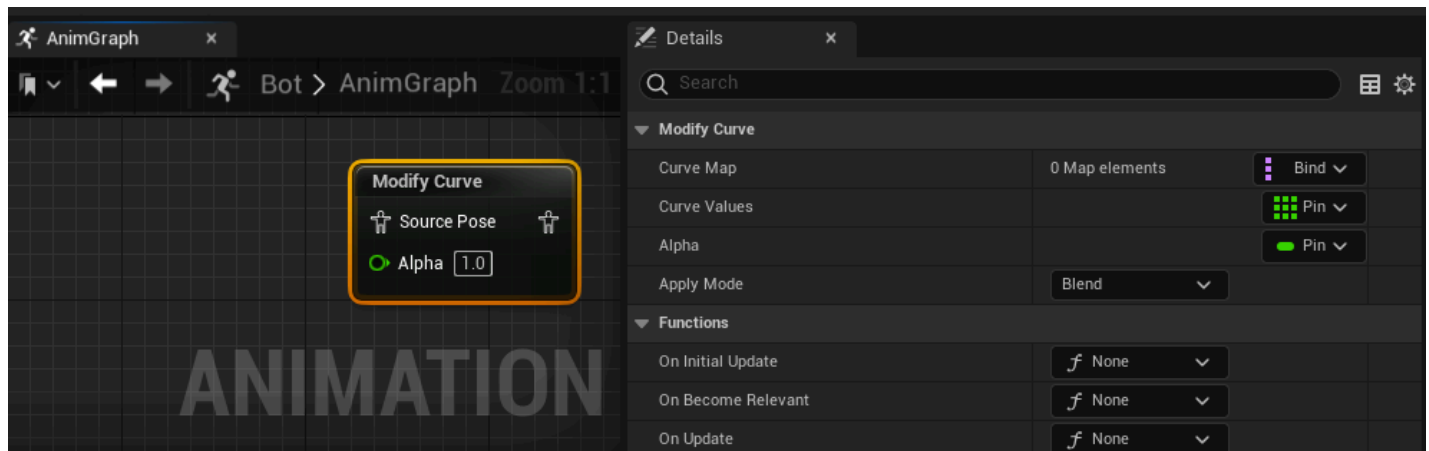 AnimGraph
Bot > AnimGraph Zoom 1:1
Modify Curve
Source Pose
Alpha 1.0
ANIMATION
Details
Search
Modify Curve
Curve Map 0 Map elements Bind
Curve Values Pin
Alpha Pin
Apply Mode Blend
Functions
On Initial Update f None
On Become Relevant f None
On Update f None